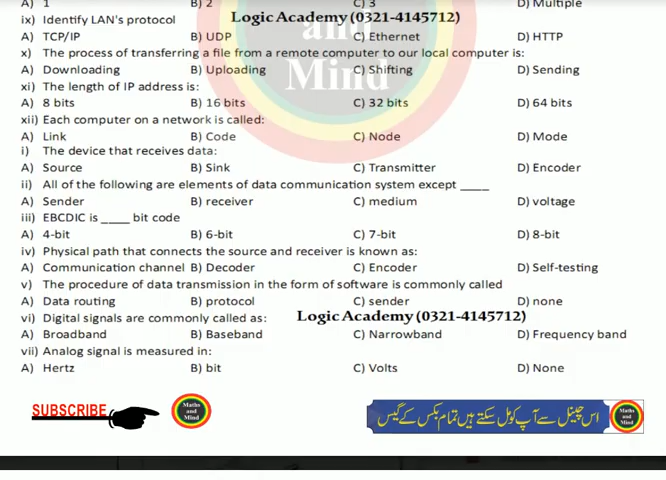 A) 1 B) 2 C) 3 D) Multiple
ix) Identify LAN's protocol Logic Academy (0321-4145712)
A) TCP/IP B) UDP C) Ethernet D) HTTP
x) The process of transferring a file from a remote computer to our local computer is:
A) Downloading B) Uploading C) Shifting D) Sending
xi) The length of IP address is:
A) 8 bits B) 16 bits C) 32 bits D) 64 bits
xii) Each computer on a network is called:
A) Link B) Code C) Node D) Mode
i) The device that receives data:
A) Source B) Sink C) Transmitter D) Encoder
ii) All of the following are elements of data communication system except ____
A) Sender B) receiver C) medium D) voltage
iii) EBCDIC is ____ bit code
A) 4-bit B) 6-bit C) 7-bit D) 8-bit
iv) Physical path that connects the source and receiver is known as:
A) Communication channel B) Decoder C) Encoder D) Self-testing
v) The procedure of data transmission in the form of software is commonly called
A) Data routing B) protocol C) sender D) none
vi) Digital signals are commonly called as: Logic Academy (0321-4145712)
A) Broadband B) Baseband C) Narrowband D) Frequency band
vii) Analog signal is measured in:
A) Hertz B) bit C) Volts D) None
and
Mind
SUBSCRIBE
Maths
and
Mind
اس چینل سے آپ کو مل سکتے ہیں تمام بکس کے گیس
Maths
and
Mind